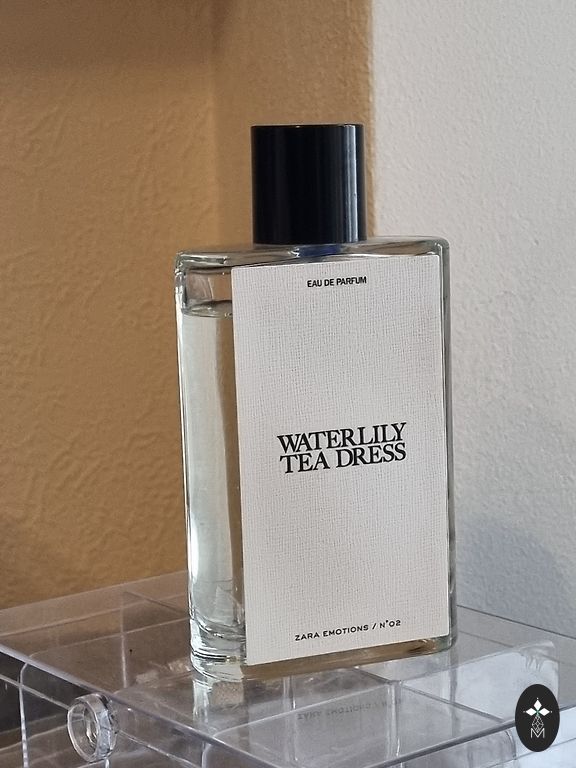 EAU DE PARFUM
WATERLILY
TEA DRESS
ZARA EMOTIONS / N°02
M